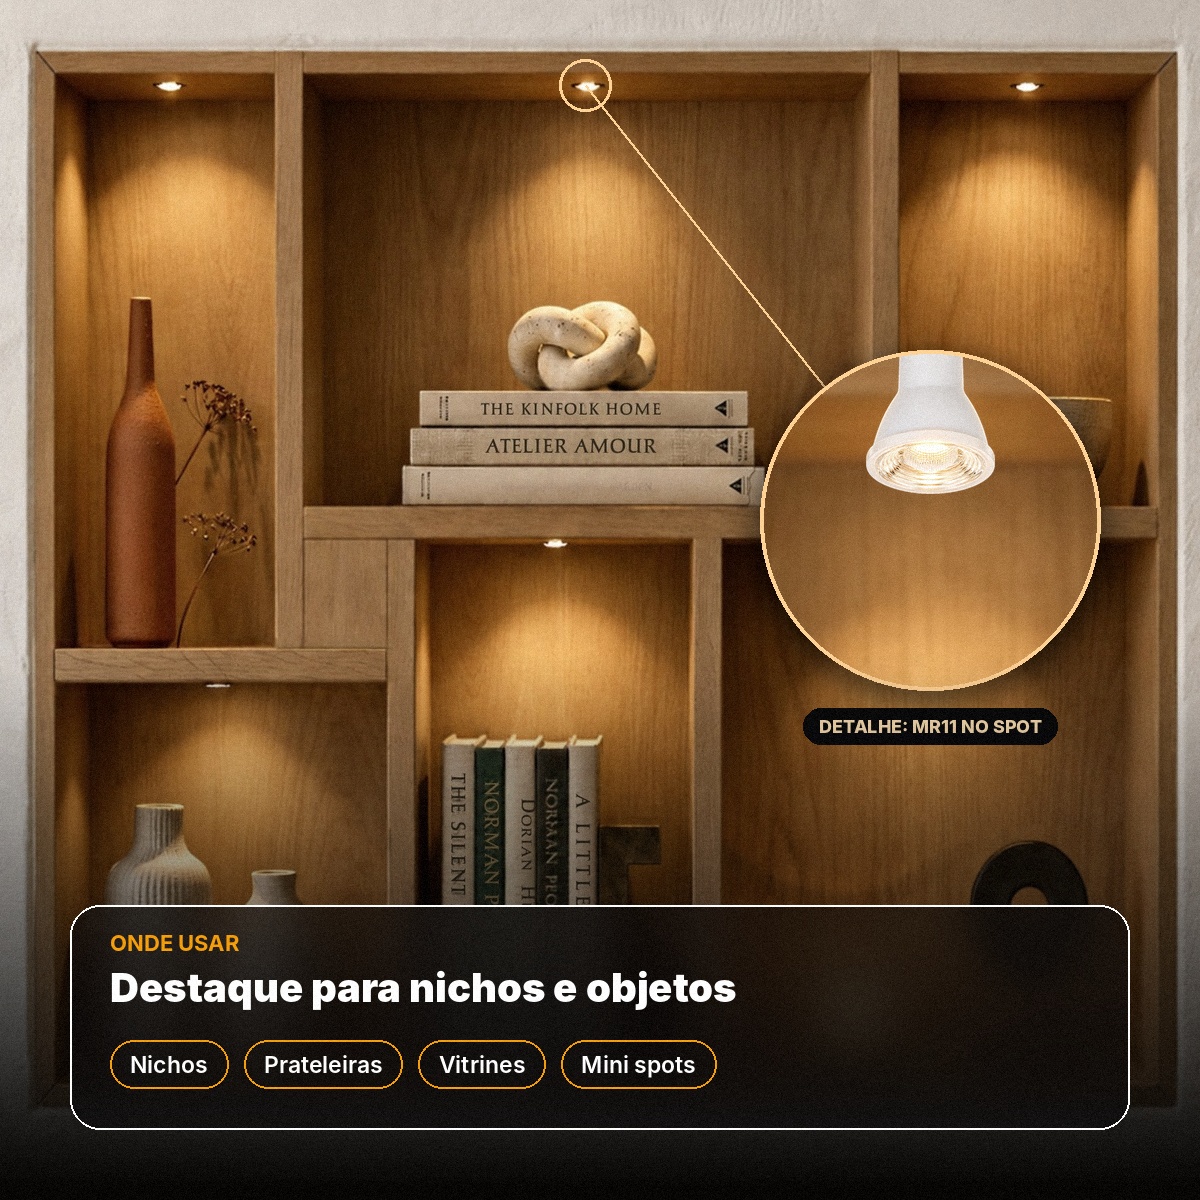 THE KINFOLK HOME
ATELIER AMOUR
DETALHE: MR11 NO SPOT
THE SILENT
NORMAN P
DORIAN H
NORMAN PEO
A LITTLE
ONDE USAR
Destaque para nichos e objetos
Nichos
Prateleiras
Vitrines
Mini spots